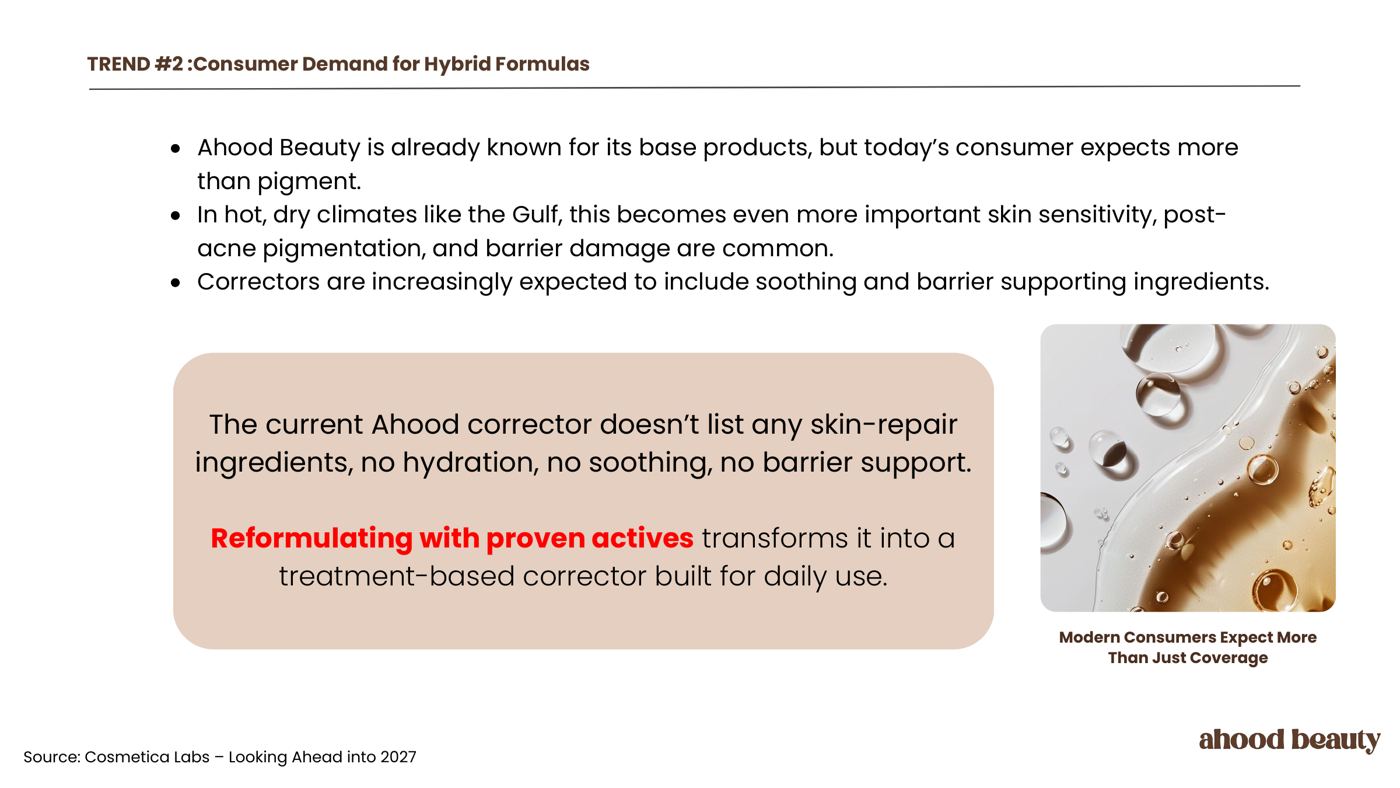 TREND #2 :Consumer Demand for Hybrid Formulas
• Ahood Beauty is already known for its base products, but today’s consumer expects more
than pigment.
• In hot, dry climates like the Gulf, this becomes even more important skin sensitivity, post-
acne pigmentation, and barrier damage are common.
• Correctors are increasingly expected to include soothing and barrier supporting ingredients.
The current Ahood corrector doesn’t list any skin-repair
ingredients, no hydration, no soothing, no barrier support.
Reformulating with proven actives transforms it into a
treatment-based corrector built for daily use.
Modern Consumers Expect More
Than Just Coverage
Source: Cosmetica Labs – Looking Ahead into 2027
ahood beauty